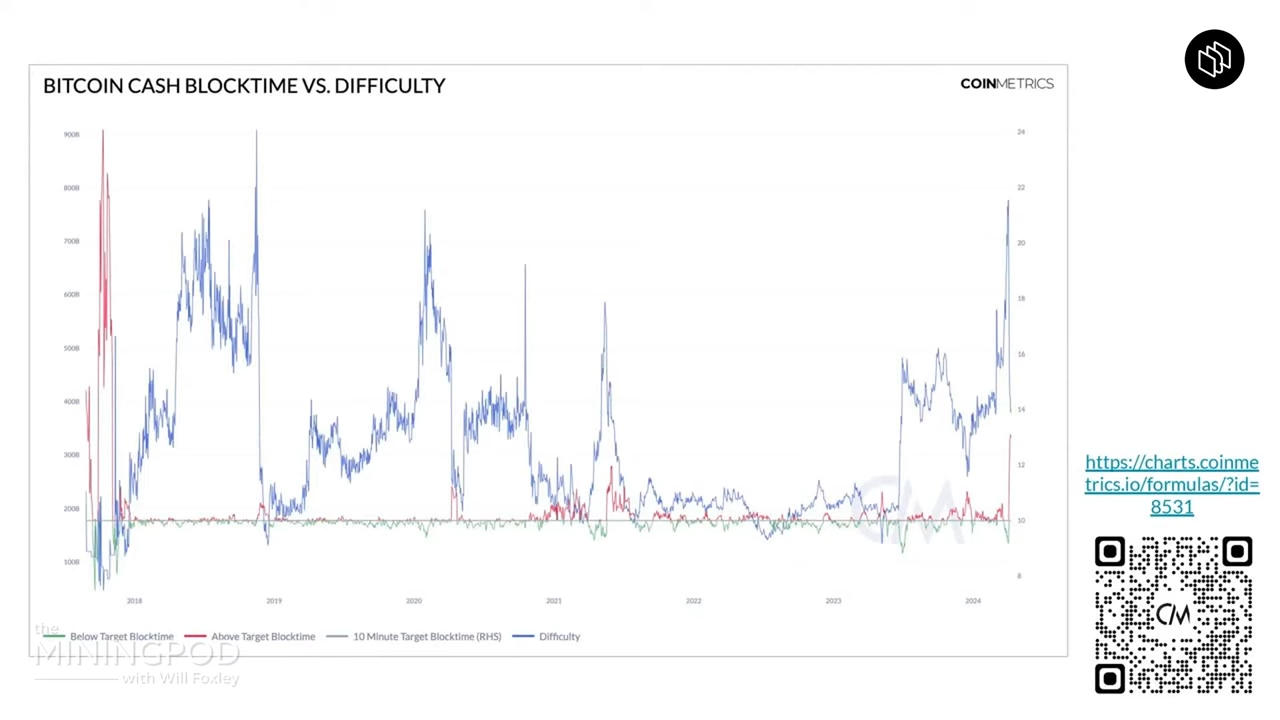 BITCOIN CASH BLOCKTIME VS. DIFFICULTY
COINMETRICS
900B
800B
700B
600B
500B
400B
300B
200B
100B
24
22
20
18
16
14
12
10
8
2018 2019 2020 2021 2022 2023 2024
Below Target Blocktime Above Target Blocktime 10 Minute Target Blocktime (RHS) Difficulty
CM
the
MININGPOD
with Will Foxley
https://charts.coinme
trics.io/formulas/?id=
8531
CM